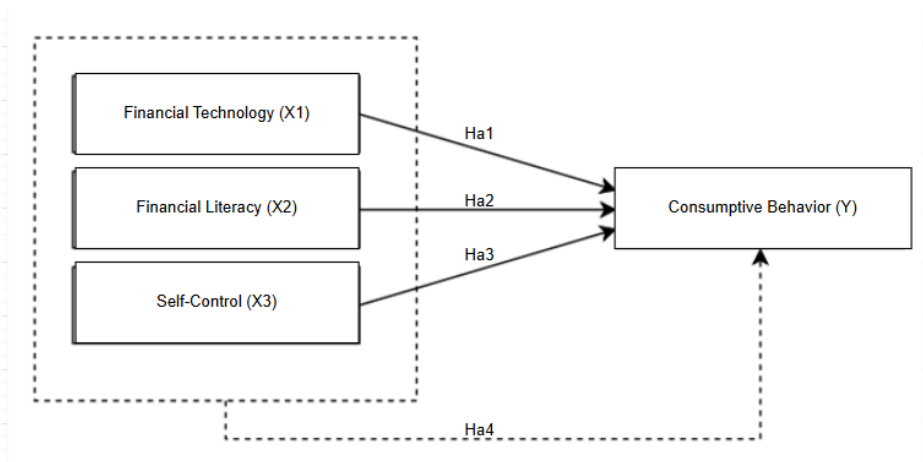 Financial Technology (X1)
Ha1
Financial Literacy (X2)
Ha2
Consumptive Behavior (Y)
Ha3
Self-Control (X3)
Ha4